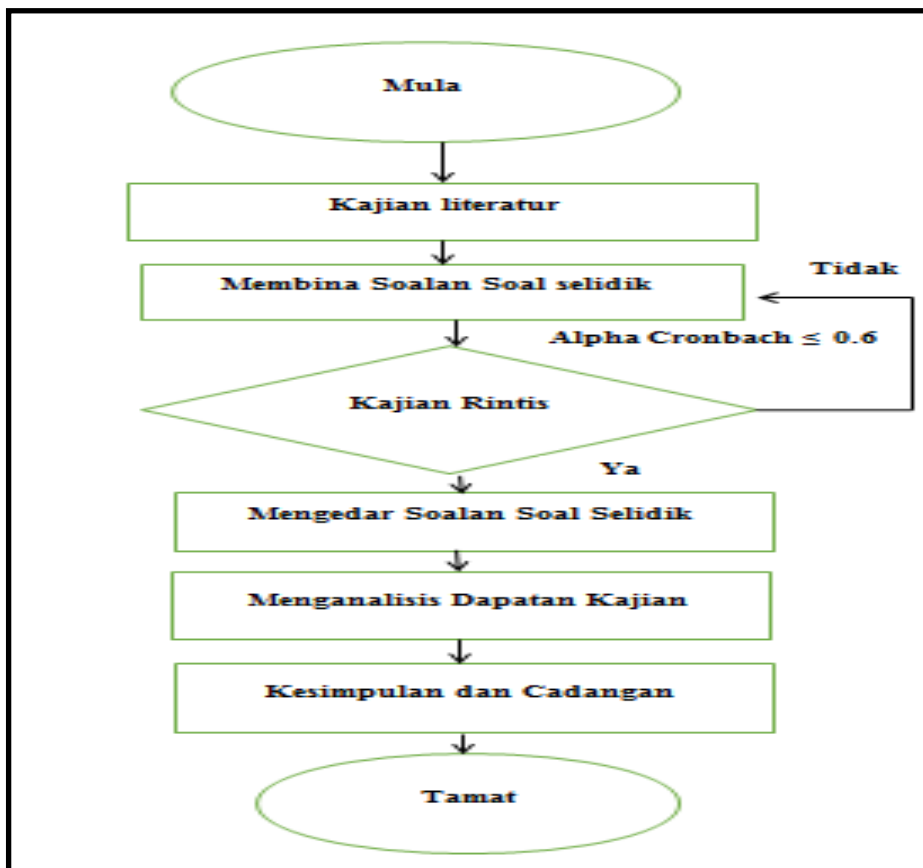 Mula
Kajian literatur
Membina Soalan Soal selidik
Tidak
Alpha Cronbach ≤ 0.6
Kajian Rintis
Ya
Mengedar Soalan Soal Selidik
Menganalisis Dapatan Kajian
Kesimpulan dan Cadangan
Tamat